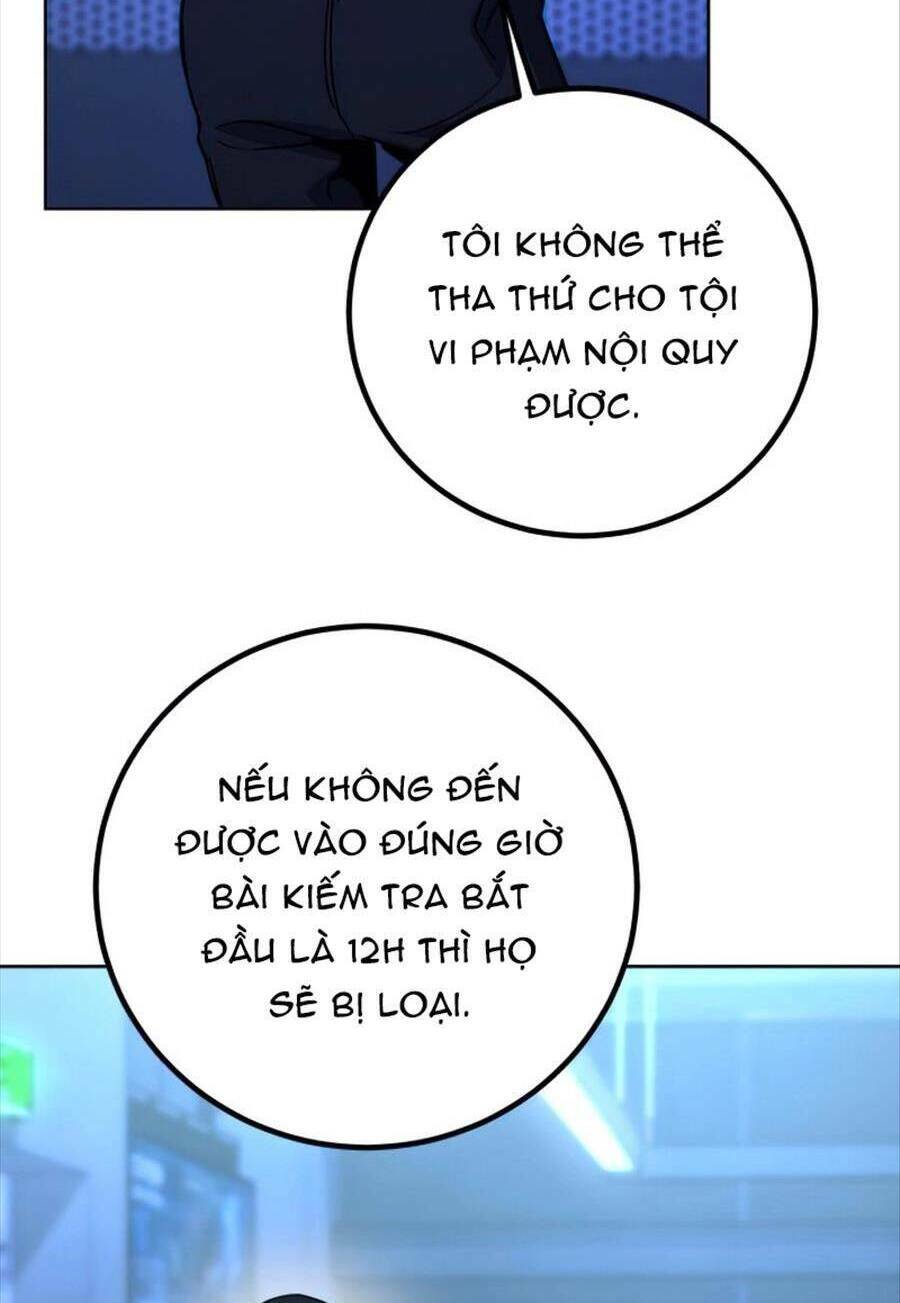 TÔI KHÔNG THỂ
THA THỨ CHO TỘI
VI PHẠM NỘI QUY
ĐƯỢC.
NẾU KHÔNG ĐẾN
ĐƯỢC VÀO ĐÚNG GIỜ
BÀI KIẾM TRA BẮT
ĐẦU LÀ 12H THÌ HỌ
SẼ BỊ LOẠI.